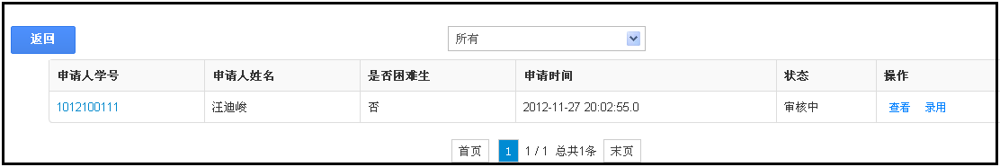 返回 所有
申请人学号 申请人姓名 是否困难生 申请时间 状态 操作
1012100111 汪迪峻 否 2012-11-27 20:02:55.0 审核中 查看 录用
首页 1 1 / 1 总共1条 末页